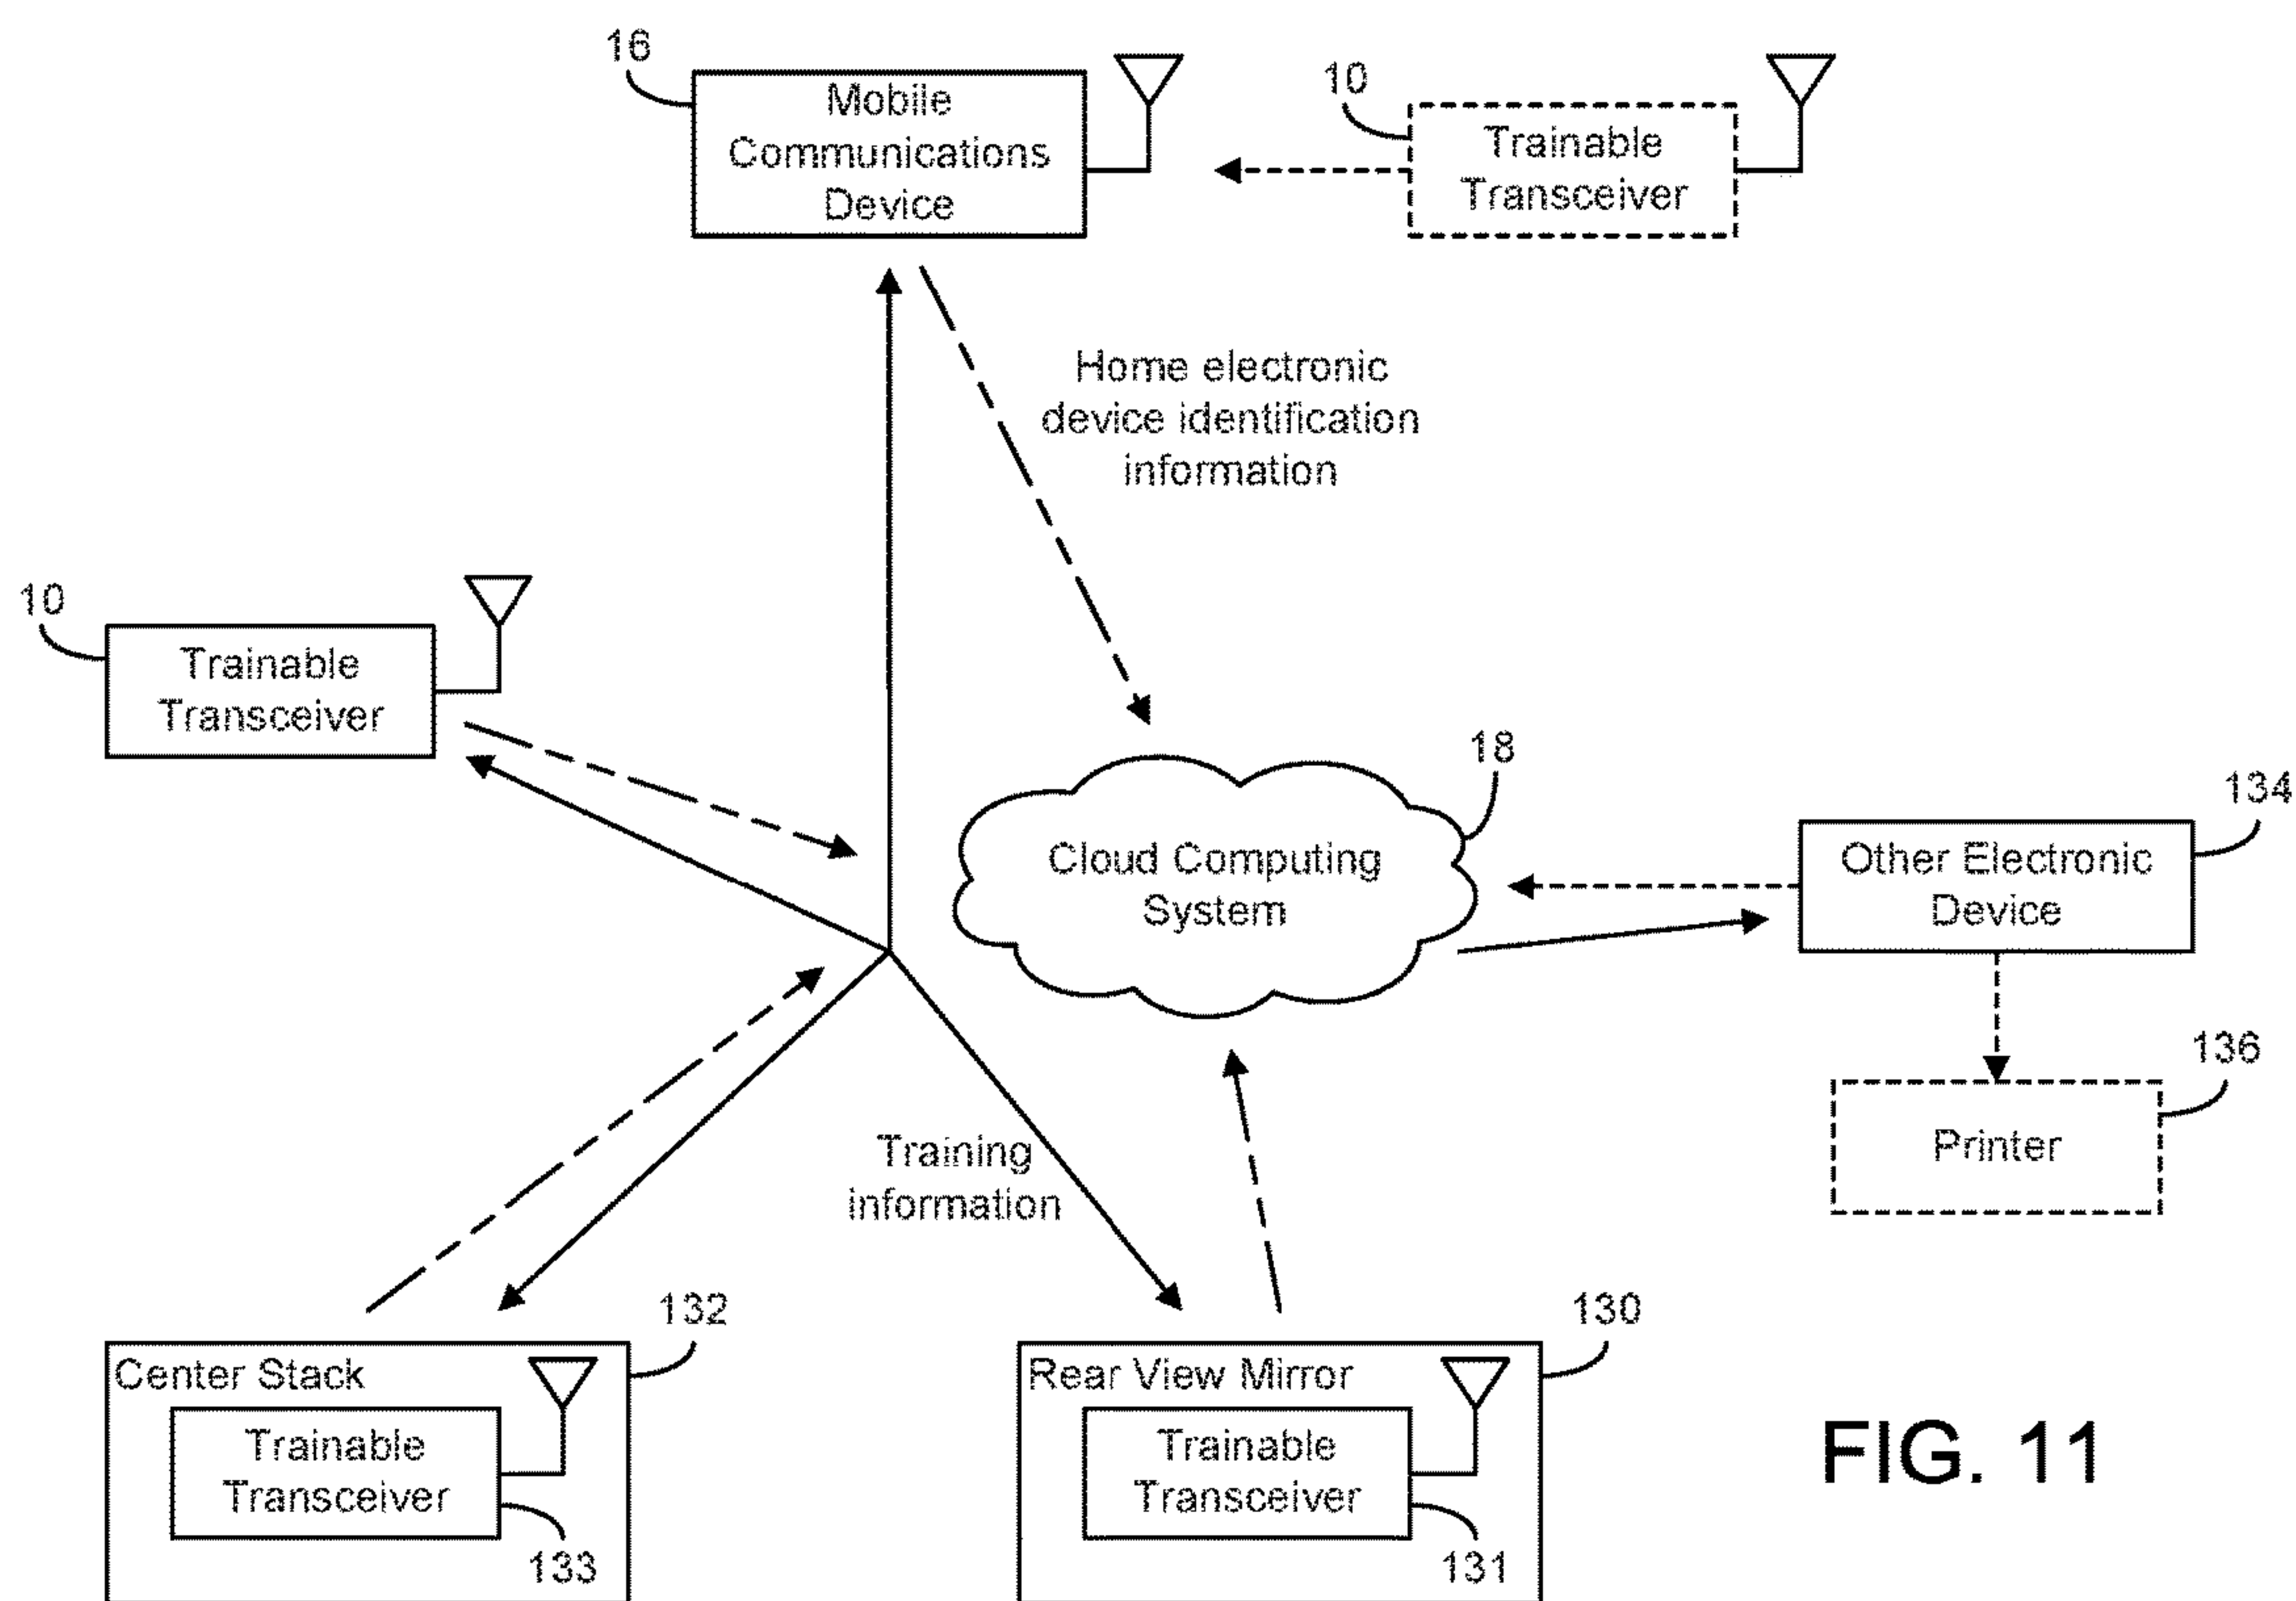 16
Mobile
Communications
Device
10
Trainable
Transceiver
Home electronic
device identification
information
10
Trainable
Transceiver
18
Cloud Computing
System
134
Other Electronic
Device
136
Printer
Training
information
132
Center Stack
Trainable
Transceiver
133
130
Rear View Mirror
Trainable
Transceiver
131
FIG. 11